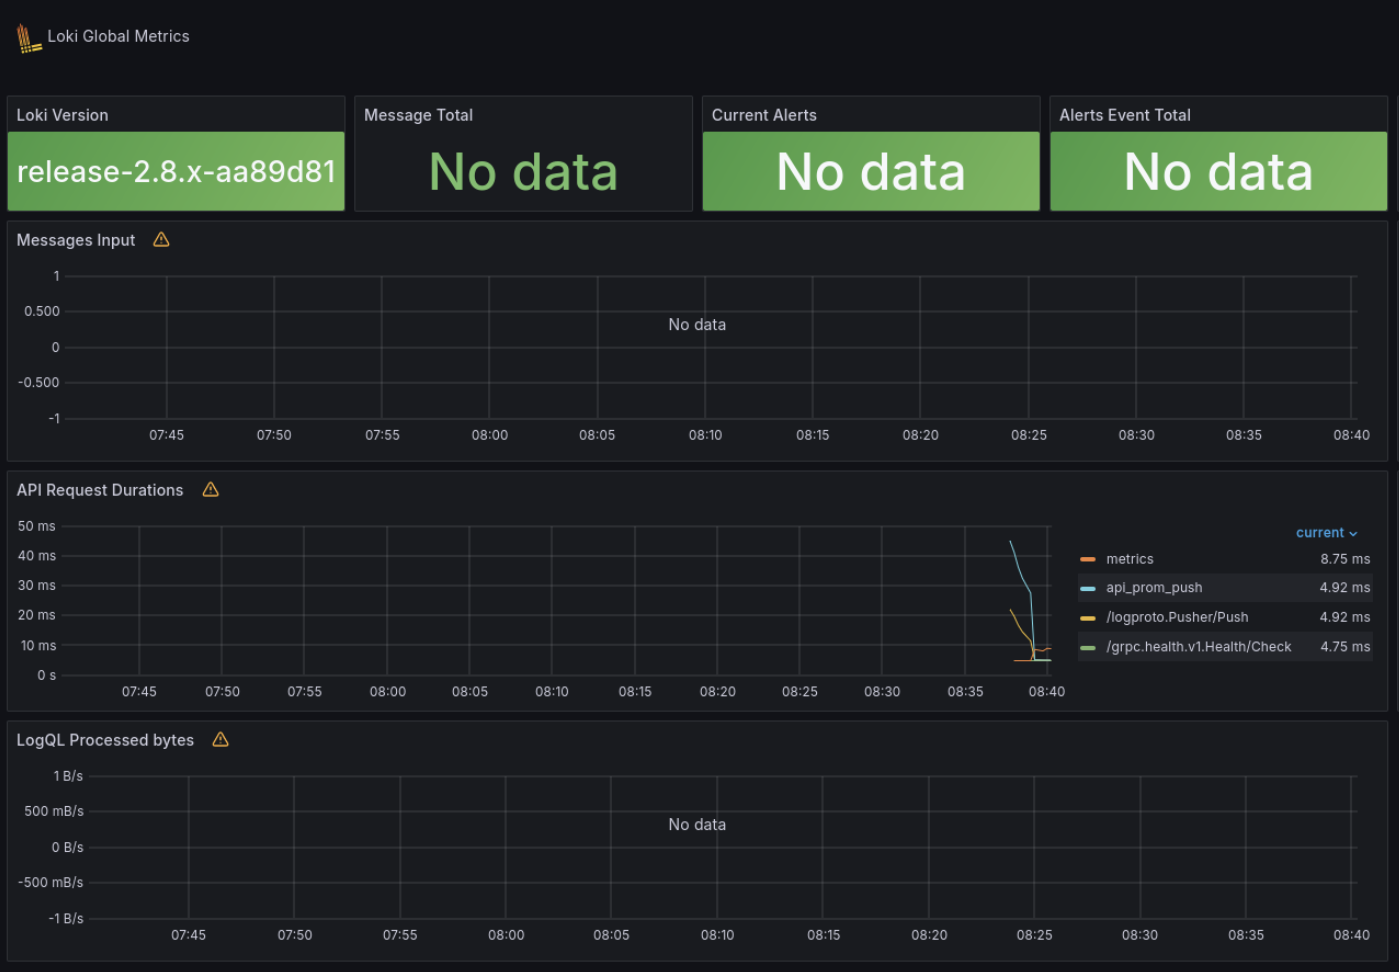 Loki Global Metrics
Loki Version
release-2.8.x-aa89d81
Message Total
No data
Current Alerts
No data
Alerts Event Total
No data
Messages Input
1
0.500
0
-0.500
-1
No data
07:45 07:50 07:55 08:00 08:05 08:10 08:15 08:20 08:25 08:30 08:35 08:40
API Request Durations
50 ms
40 ms
30 ms
20 ms
10 ms
0 s
07:45 07:50 07:55 08:00 08:05 08:10 08:15 08:20 08:25 08:30 08:35 08:40
current
metrics 8.75 ms
api_prom_push 4.92 ms
/logproto.Pusher/Push 4.92 ms
/grpc.health.v1.Health/Check 4.75 ms
LogQL Processed bytes
1 B/s
500 mB/s
0 B/s
-500 mB/s
-1 B/s
No data
07:45 07:50 07:55 08:00 08:05 08:10 08:15 08:20 08:25 08:30 08:35 08:40